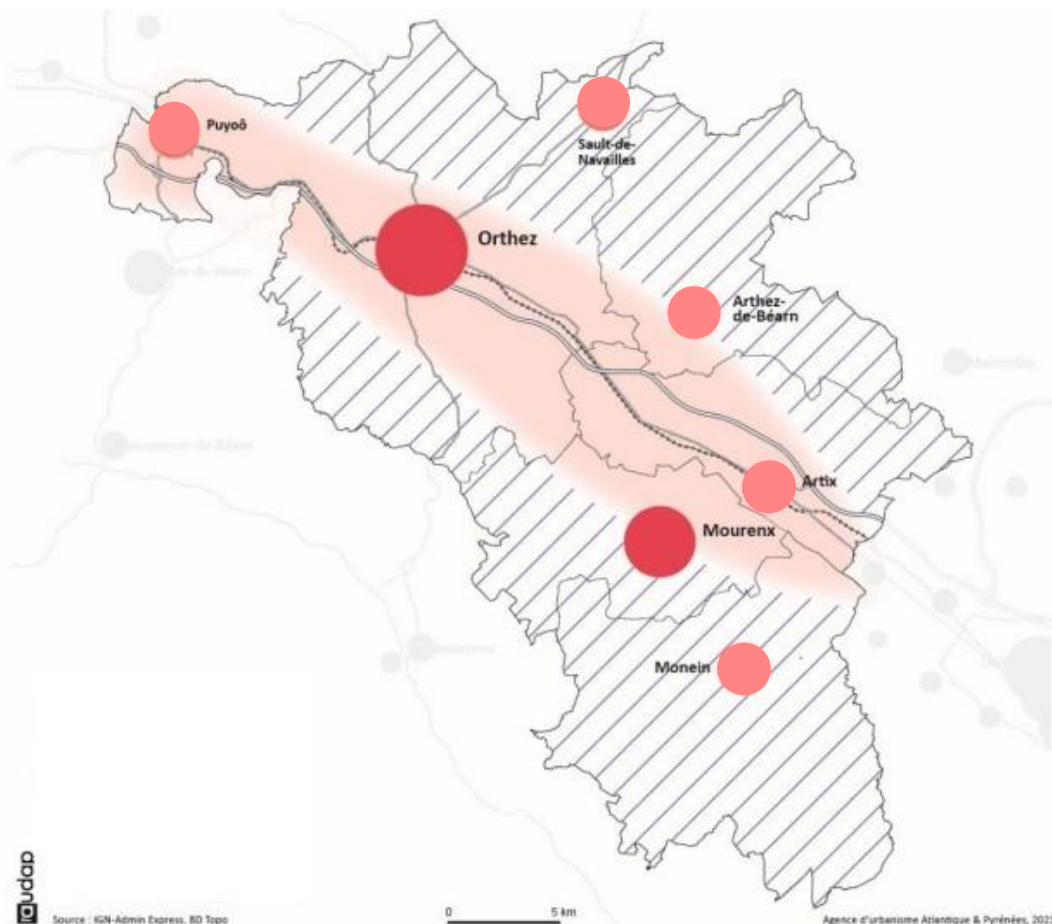 Puyoô
Sault-de-
Navailles
Orthez
Arthez-
de-Béarn
Artix
Mourenx
Monein
audap
Source : IGN-Admin Express, BD Topo
0
5 km
Agence d'urbanisme Atlantique & Pyrénées,